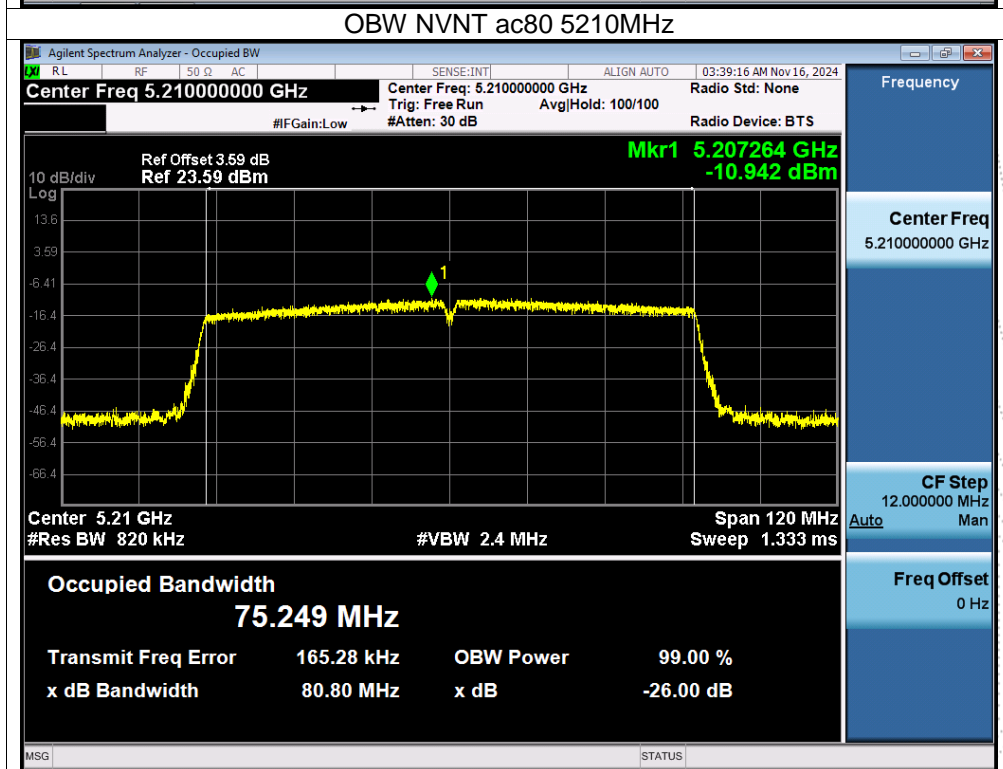 OBW NVNT ac80 5210MHz
Agilent Spectrum Analyzer - Occupied BW
LXI RL RF 50 Ω AC SENSE:INT ALIGN AUTO 03:39:16 AM Nov 16, 2024
Center Freq 5.210000000 GHz
Center Freq: 5.210000000 GHz Radio Std: None
Trig: Free Run Avg|Hold: 100/100
#IFGain:Low #Atten: 30 dB Radio Device: BTS
Mkr1 5.207264 GHz
-10.942 dBm
Ref Offset 3.59 dB
10 dB/div Ref 23.59 dBm
Log
13.6
3.59
-6.41
-16.4
-26.4
-36.4
-46.4
-56.4
-66.4
1
Center 5.21 GHz Span 120 MHz
#Res BW 820 kHz #VBW 2.4 MHz Sweep 1.333 ms
Occupied Bandwidth
75.249 MHz
Transmit Freq Error 165.28 kHz OBW Power 99.00 %
x dB Bandwidth 80.80 MHz x dB -26.00 dB
Frequency
Center Freq
5.210000000 GHz
CF Step
12.000000 MHz
Auto Man
Freq Offset
0 Hz
MSG STATUS